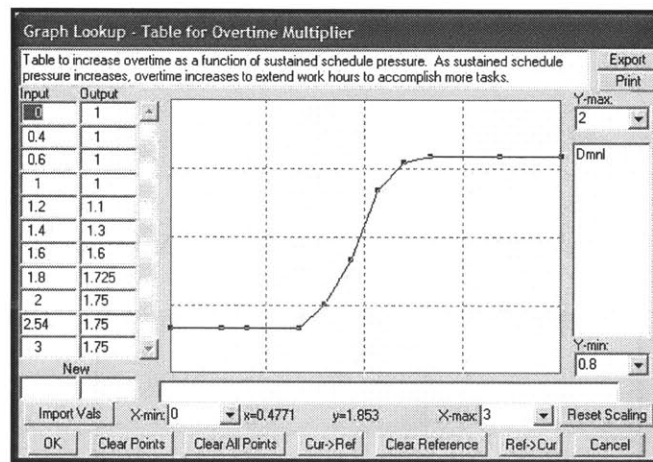 Graph Lookup - Table for Overtime Multiplier
Table to increase overtime as a function of sustained schedule pressure. As sustained schedule
pressure increases, overtime increases to extend work hours to accomplish more tasks.
Export
Print
Input Output
0 1
0.4 1
0.6 1
1 1
1.2 1.1
1.4 1.3
1.6 1.6
1.8 1.725
2 1.75
2.54 1.75
3 1.75
New
Y-max:
2
Dmnl
Y-min:
0.8
Import Vals X-min: 0 x=0.4771 y=1.853 X-max: 3 Reset Scaling
OK Clear Points Clear All Points Cur->Ref Clear Reference Ref->Cur Cancel